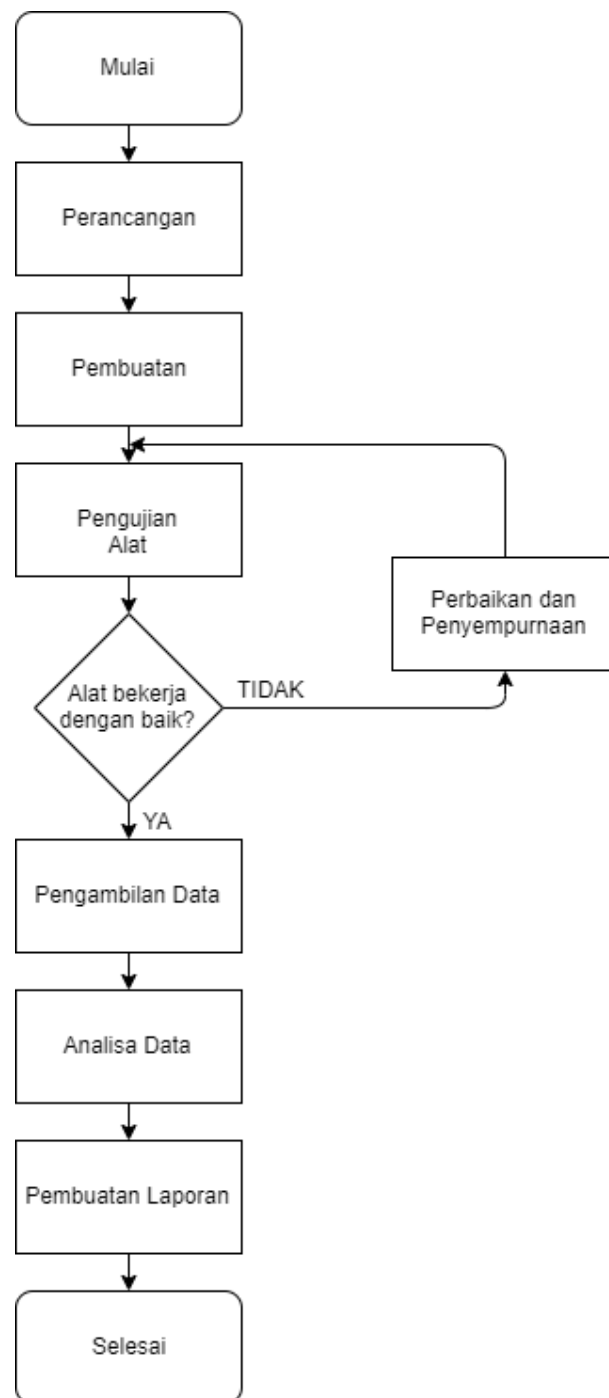 Mulai
Perancangan
Pembuatan
Pengujian
Alat
Perbaikan dan
Penyempurnaan
Alat bekerja
dengan baik?
TIDAK
YA
Pengambilan Data
Analisa Data
Pembuatan Laporan
Selesai